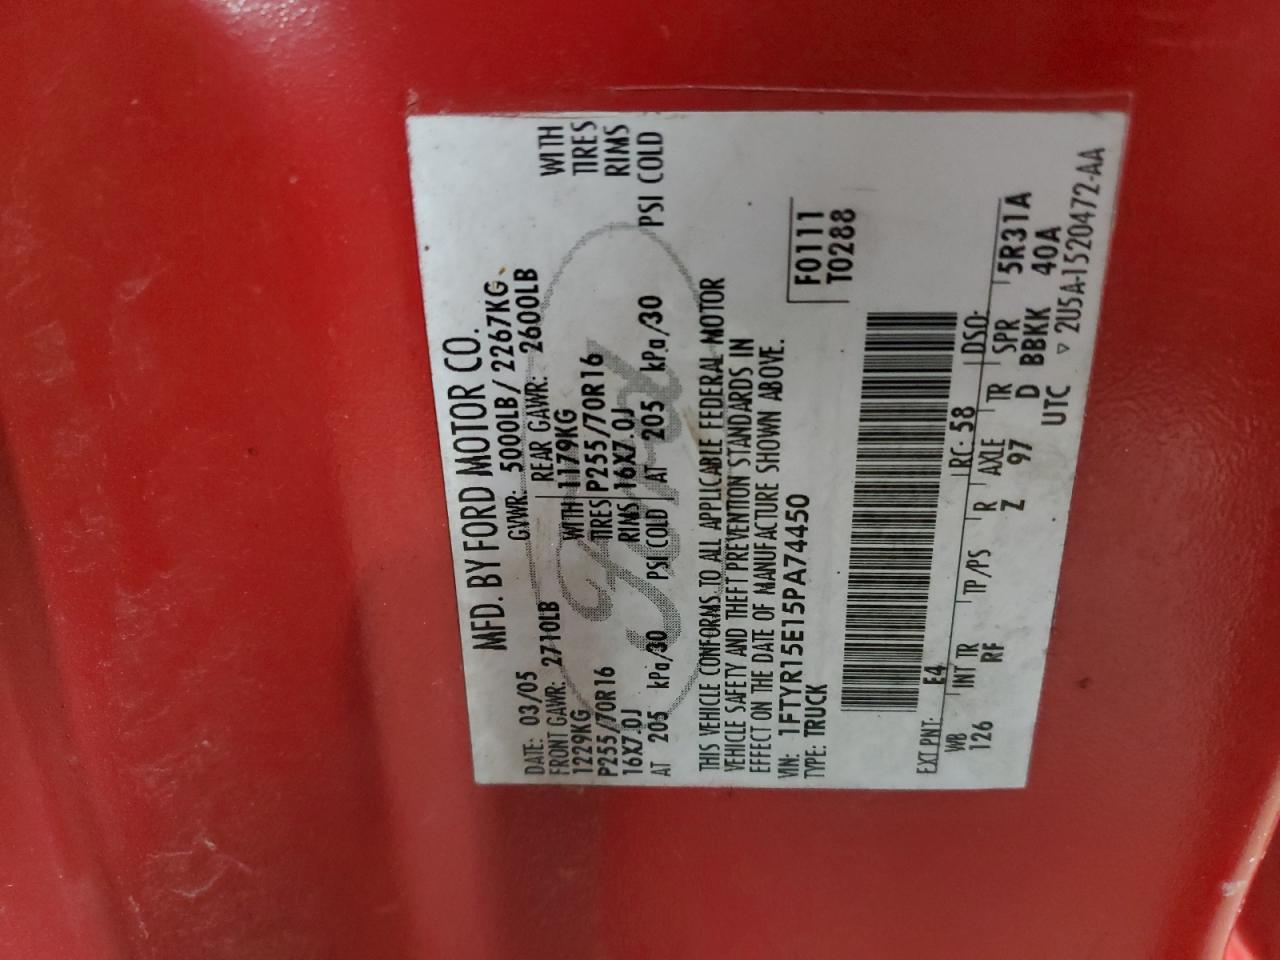 MFD. BY FORD MOTOR CO.
DATE: 03/05 GVWR: 5000LB/ 2267KG
FRONT GAWR: 2710LB REAR GAWR: 2600LB
1229KG WITH 1179KG WITH
P255/70R16 TIRES P255/70R16 TIRES
16X7.0J RIMS 16X7.0J RIMS
AT 205 kPa/30 PSI COLD AT 205 kPa/30 PSI COLD
THIS VEHICLE CONFORMS TO ALL APPLICABLE FEDERAL MOTOR
VEHICLE SAFETY AND THEFT PREVENTION STANDARDS IN
EFFECT ON THE DATE OF MANUFACTURE SHOWN ABOVE.
VIN: 1FTYR15E15PA74450 F0111
TYPE: TRUCK T0288
EXT PNT: E4 RC: 58 DSO:
WB INT TR TP/PS R AXLE TR SPR 5R31A
126 RF Z 97 D BBKK 40A
UTC ▽ 2U5A-1520472-AA
Ford